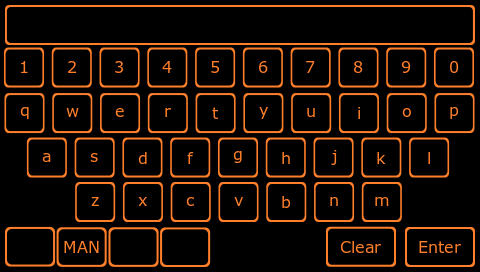 1 2 3 4 5 6 7 8 9 0
q w e r t y u i o p
a s d f g h j k l
z x c v b n m
MAN Clear Enter